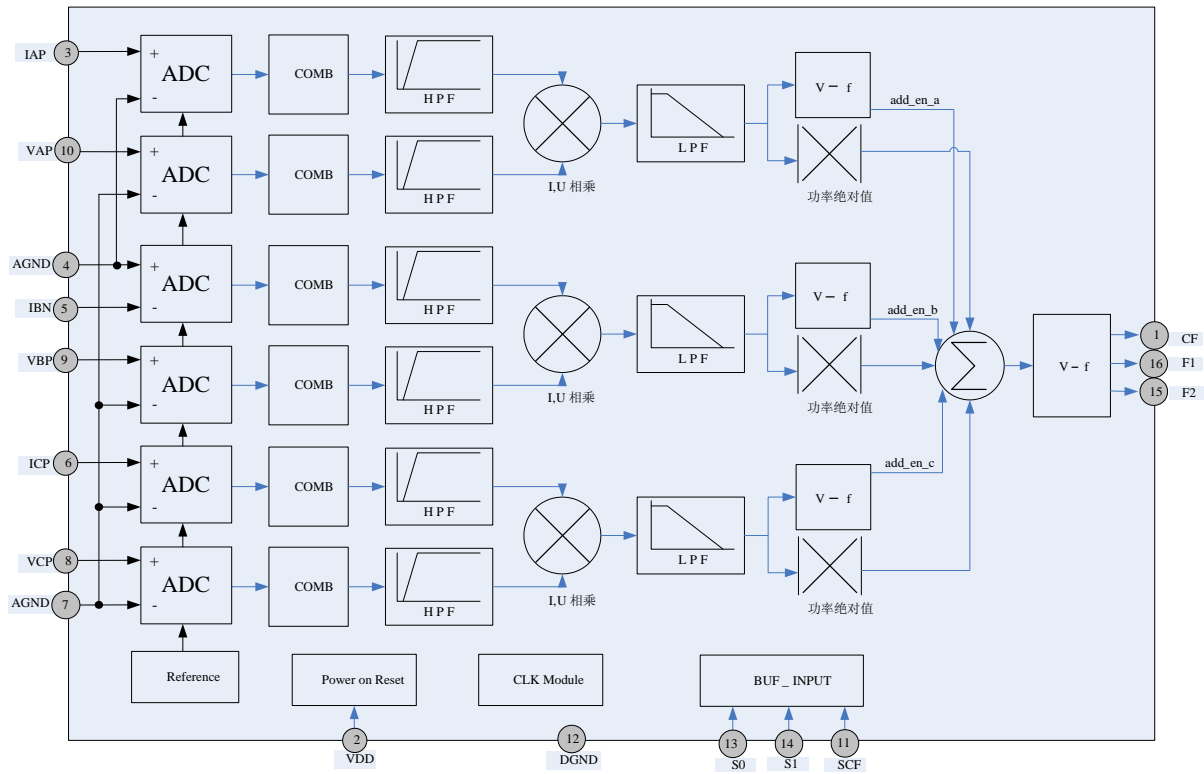 IAP 3
+
ADC
-
COMB
HPF
VAP 10
+
ADC
-
COMB
HPF
I,U 相乘
LPF
V－f
add_en_a
功率绝对值
AGND 4
+
ADC
COMB
HPF
IBN 5
-
VBP 9
+
ADC
-
COMB
HPF
I,U 相乘
LPF
V－f
add_en_b
功率绝对值
ICP 6
+
ADC
-
COMB
HPF
VCP 8
+
ADC
AGND 7
-
COMB
HPF
I,U 相乘
LPF
V－f
add_en_c
功率绝对值
Σ
V－f
1 CF
16 F1
15 F2
Reference
Power on Reset
CLK Module
BUF _ INPUT
2
VDD
12
DGND
13
S0
14
S1
11
SCF